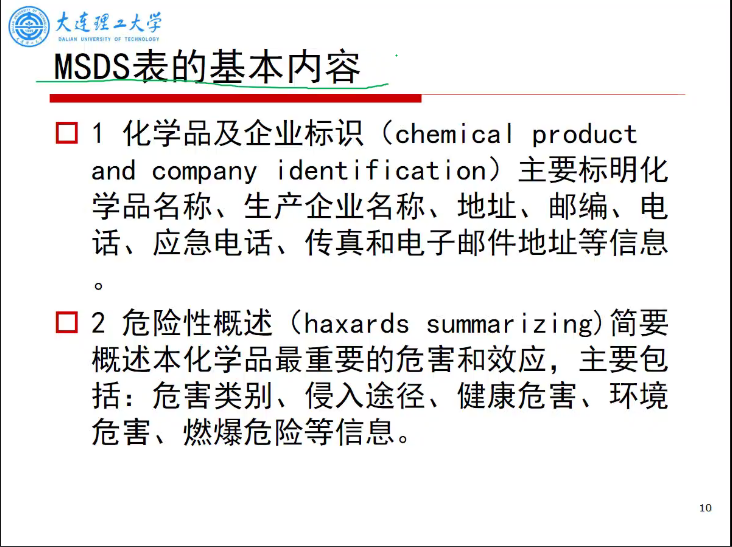 大连理工大学
DALIAN UNIVERSITY OF TECHNOLOGY
MSDS表的基本内容
1 化学品及企业标识（chemical product
and company identification）主要标明化
学品名称、生产企业名称、地址、邮编、电
话、应急电话、传真和电子邮件地址等信息
。
2 危险性概述（haxards summarizing)简要
概述本化学品最重要的危害和效应，主要包
括：危害类别、侵入途径、健康危害、环境
危害、燃爆危险等信息。
10